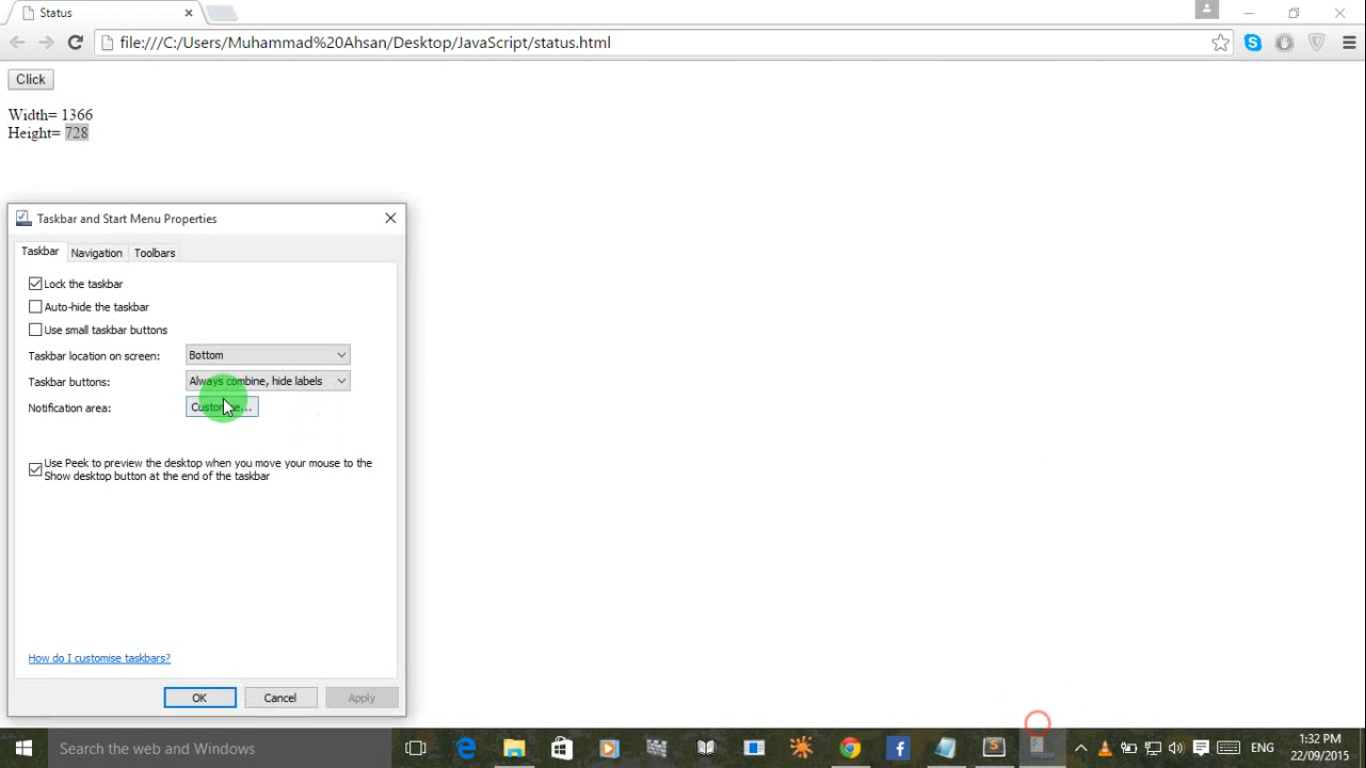 Status
file:///C:/Users/Muhammad%20Ahsan/Desktop/JavaScript/status.html
Click
Width= 1366
Height= 728
Taskbar and Start Menu Properties
Taskbar Navigation Toolbars
Lock the taskbar
Auto-hide the taskbar
Use small taskbar buttons
Taskbar location on screen: Bottom
Taskbar buttons: Always combine, hide labels
Notification area:
Use Peek to preview the desktop when you move your mouse to the
Show desktop button at the end of the taskbar
How do I customise taskbars?
OK Cancel Apply
Search the web and Windows
ENG
1:32 PM
22/09/2015